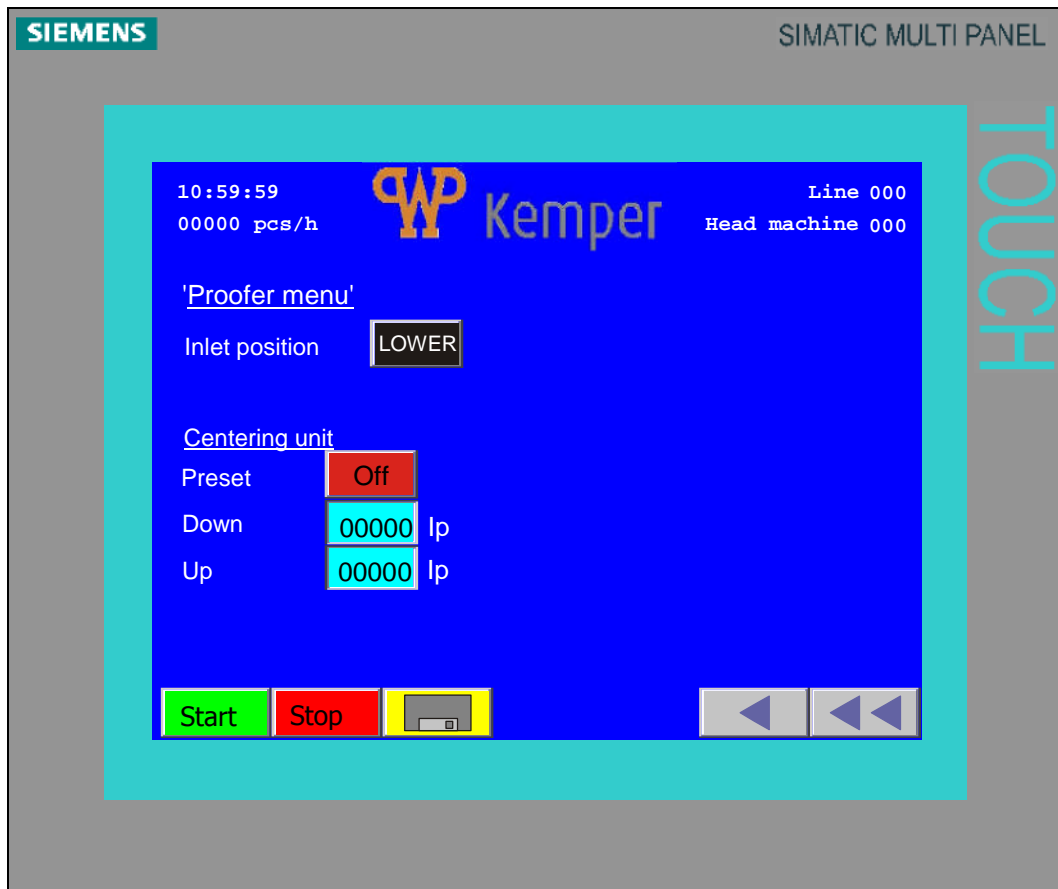 SIEMENS
SIMATIC MULTI PANEL
TOUCH
10:59:59
WP Kemper
Line 000
00000 pcs/h
Head machine 000
'Proofer menu'
Inlet position LOWER
Centering unit
Preset Off
Down 00000 Ip
Up 00000 Ip
Start Stop